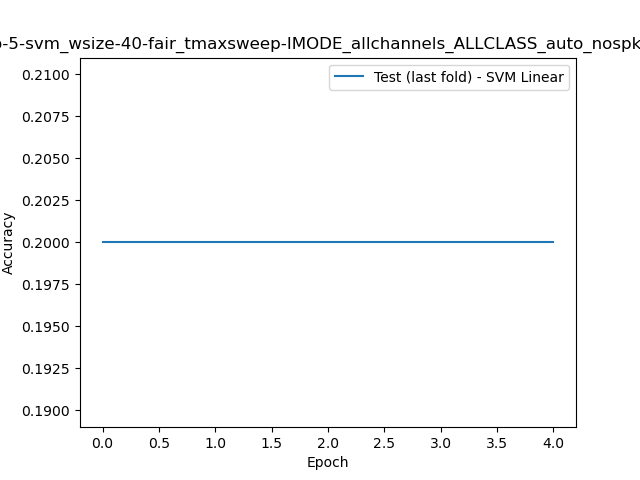 -5-svm_wsize-40-fair_tmaxsweep-IMODE_allchannels_ALLCLASS_auto_nospk
Test (last fold) - SVM Linear
0.2100
0.2075
0.2050
0.2025
0.2000
0.1975
0.1950
0.1925
0.1900
Accuracy
0.0 0.5 1.0 1.5 2.0 2.5 3.0 3.5 4.0
Epoch